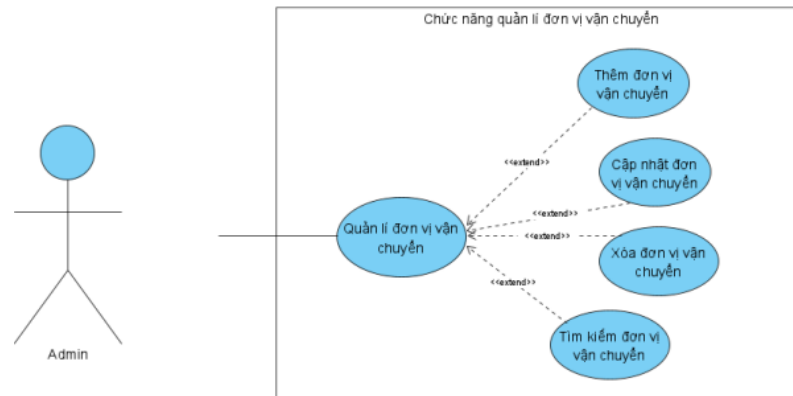 Chức năng quản lí đơn vị vận chuyển
Thêm đơn vị
vận chuyển
<<extend>>
Cập nhật đơn
vị vận chuyển
<<extend>>
Quản lí đơn vị vận
chuyển
<<extend>>
Xóa đơn vị vận
chuyển
<<extend>>
Tìm kiếm đơn vị
vận chuyển
Admin